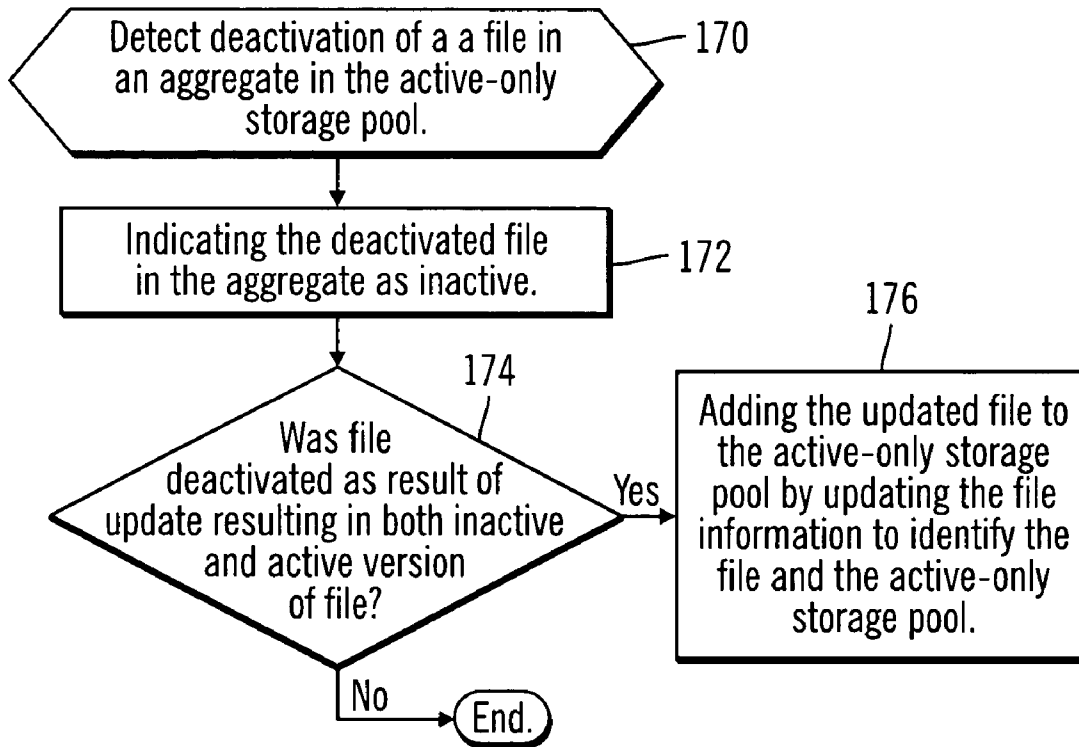 Detect deactivation of a a file in
an aggregate in the active-only
storage pool.
170
Indicating the deactivated file
in the aggregate as inactive.
172
174
Was file
deactivated as result of
update resulting in both inactive
and active version
of file?
Yes
176
Adding the updated file to
the active-only storage
pool by updating the file
information to identify the
file and the active-only
storage pool.
No
End.